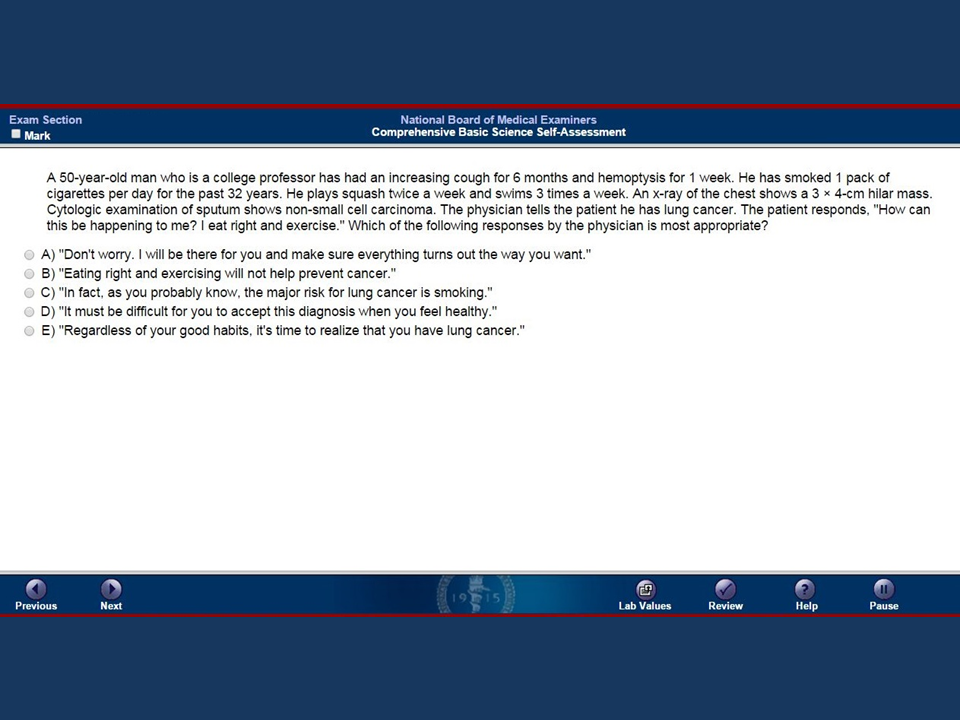 Exam Section
National Board of Medical Examiners
Mark
Comprehensive Basic Science Self-Assessment
A 50-year-old man who is a college professor has had an increasing cough for 6 months and hemoptysis for 1 week. He has smoked 1 pack of
cigarettes per day for the past 32 years. He plays squash twice a week and swims 3 times a week. An x-ray of the chest shows a 3 × 4-cm hilar mass.
Cytologic examination of sputum shows non-small cell carcinoma. The physician tells the patient he has lung cancer. The patient responds, "How can
this be happening to me? I eat right and exercise." Which of the following responses by the physician is most appropriate?
A) "Don't worry. I will be there for you and make sure everything turns out the way you want."
B) "Eating right and exercising will not help prevent cancer."
C) "In fact, as you probably know, the major risk for lung cancer is smoking."
D) "It must be difficult for you to accept this diagnosis when you feel healthy."
E) "Regardless of your good habits, it's time to realize that you have lung cancer."
1915
Previous
Next
Lab Values
Review
Help
Pause